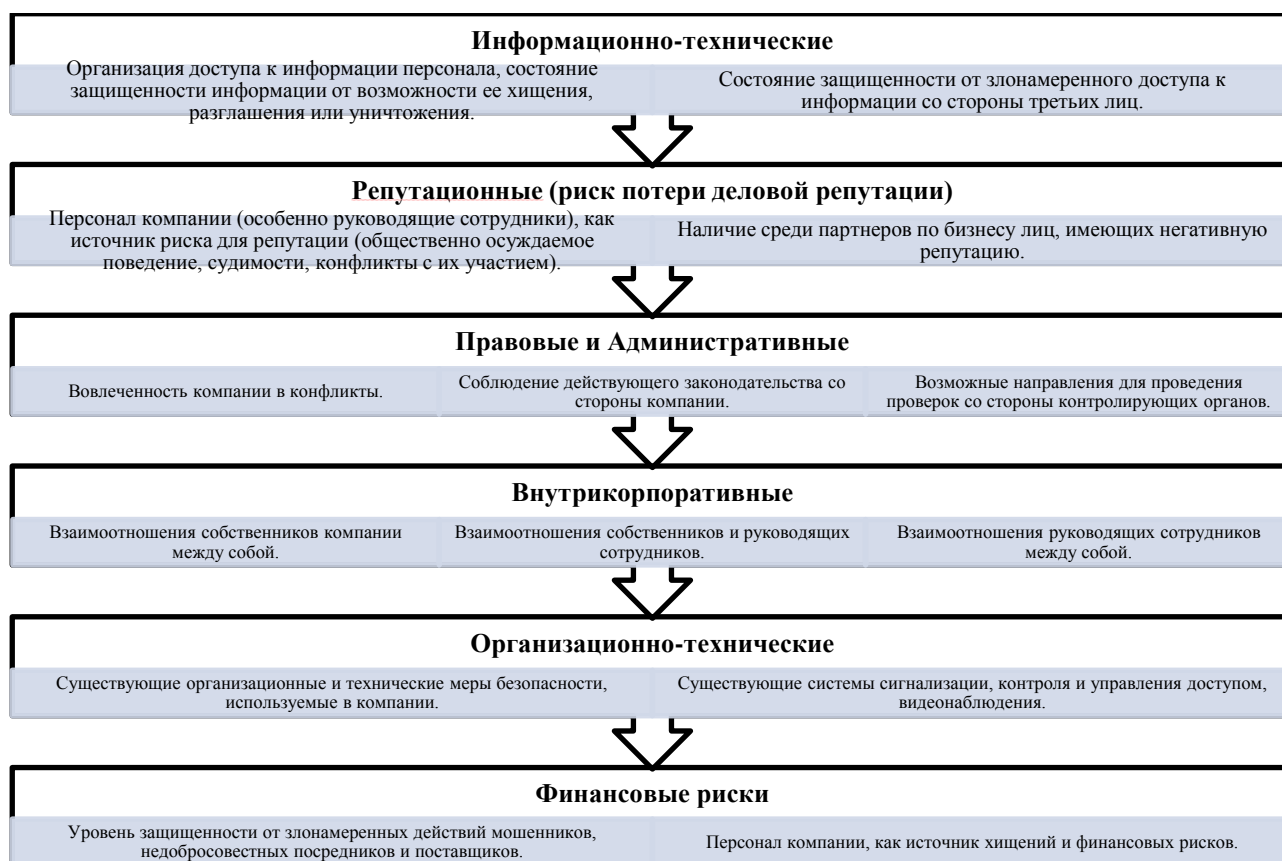 Информационно-технические
Организация доступа к информации персонала, состояние
защищенности информации от возможности ее хищения,
разглашения или уничтожения.
Состояние защищенности от злонамеренного доступа к
информации со стороны третьих лиц.
Репутационные (риск потери деловой репутации)
Персонал компании (особенно руководящие сотрудники), как
источник риска для репутации (общественно осуждаемое
поведение, судимости, конфликты с их участием).
Наличие среди партнеров по бизнесу лиц, имеющих негативную
репутацию.
Правовые и Административные
Вовлеченность компании в конфликты.
Соблюдение действующего законодательства со
стороны компании.
Возможные направления для проведения
проверок со стороны контролирующих органов.
Внутрикорпоративные
Взаимоотношения собственников компании
между собой.
Взаимоотношения собственников и руководящих
сотрудников.
Взаимоотношения руководящих сотрудников
между собой.
Организационно-технические
Существующие организационные и технические меры безопасности,
используемые в компании.
Существующие системы сигнализации, контроля и управления доступом,
видеонаблюдения.
Финансовые риски
Уровень защищенности от злонамеренных действий мошенников,
недобросовестных посредников и поставщиков.
Персонал компании, как источник хищений и финансовых рисков.